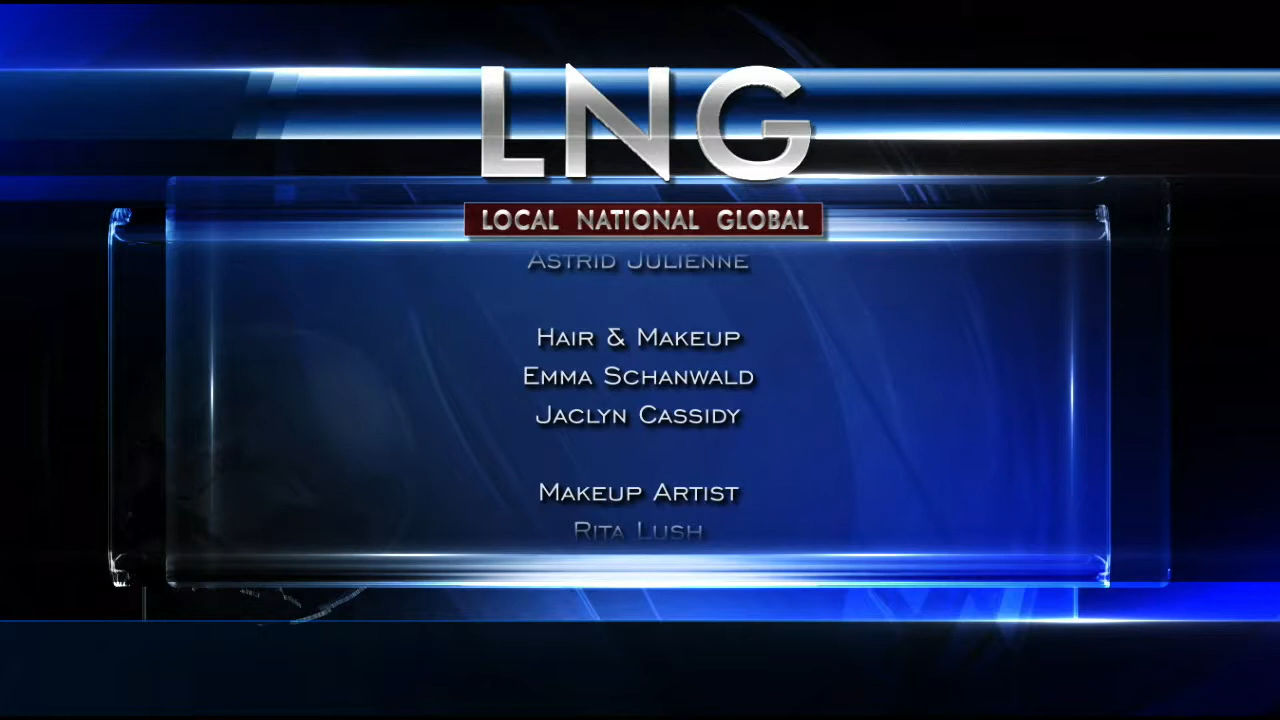 LNG
LOCAL NATIONAL GLOBAL
ASTRID JULIENNE
HAIR & MAKEUP
EMMA SCHANWALD
JACLYN CASSIDY
MAKEUP ARTIST
RITA LUSH